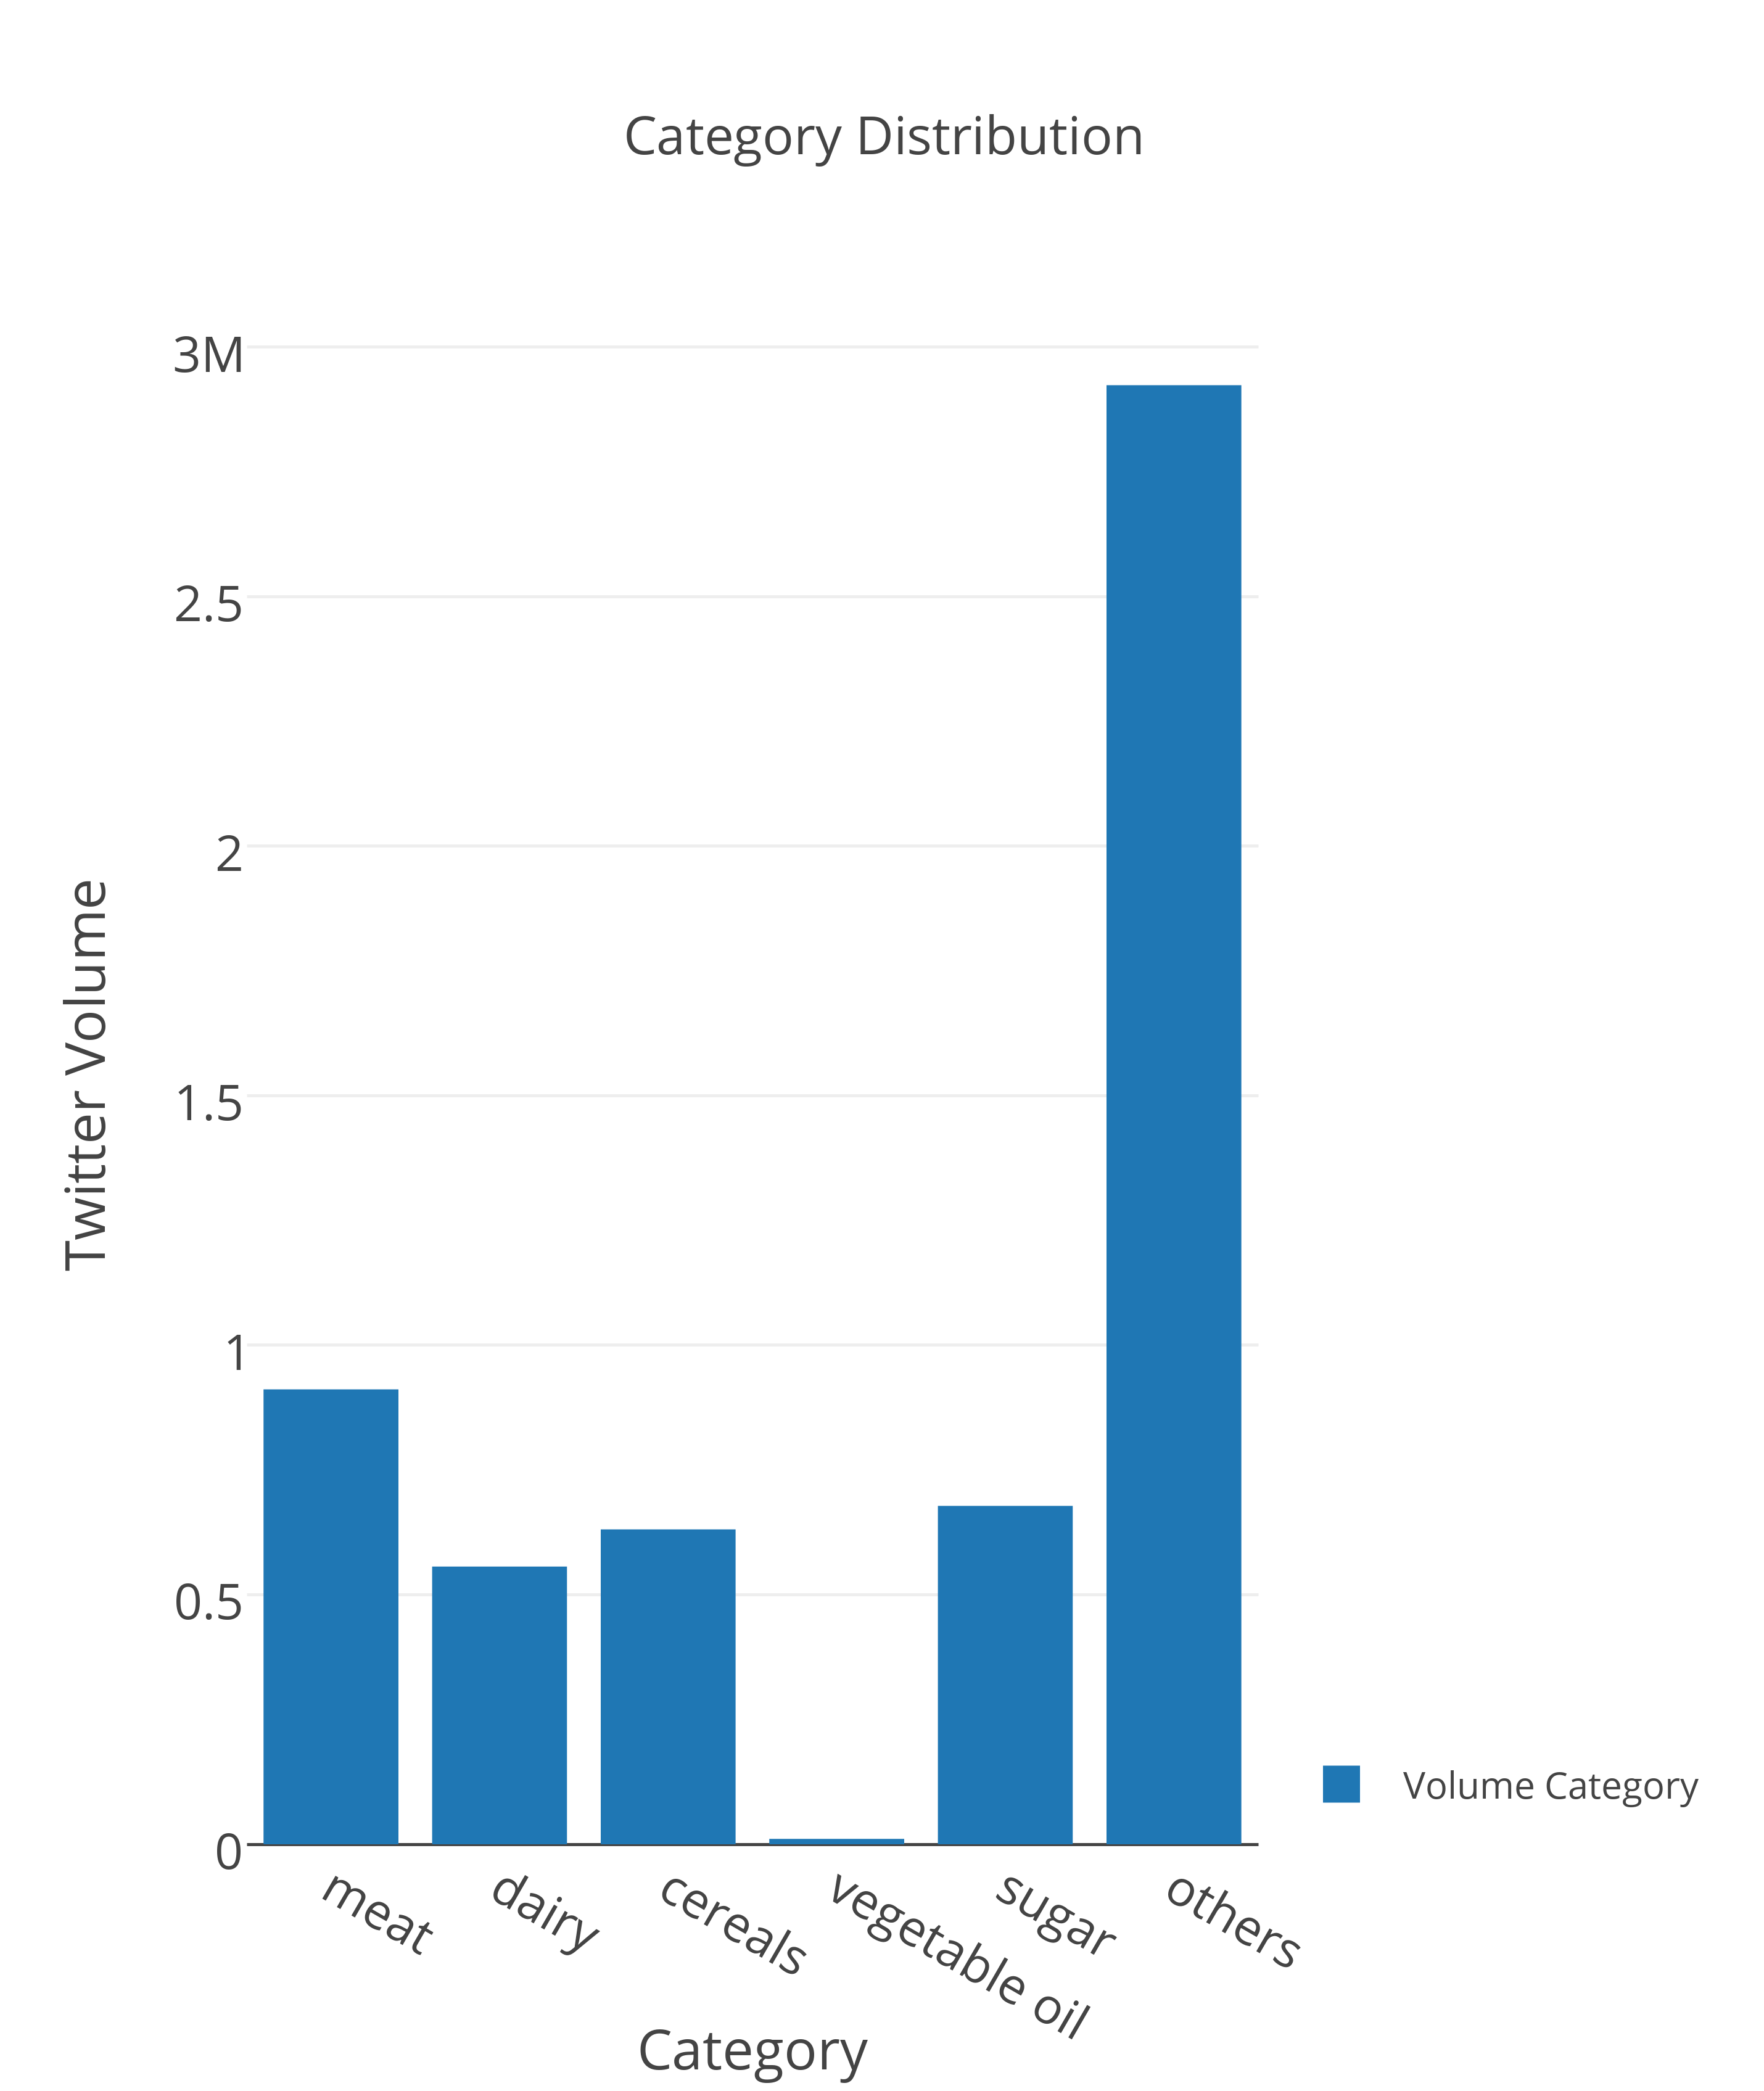 Category Distribution
3M
2.5
2
1.5
1
0.5
0
Twitter Volume
meat
dairy
cereals
vegetable oil
sugar
others
Category
Volume Category